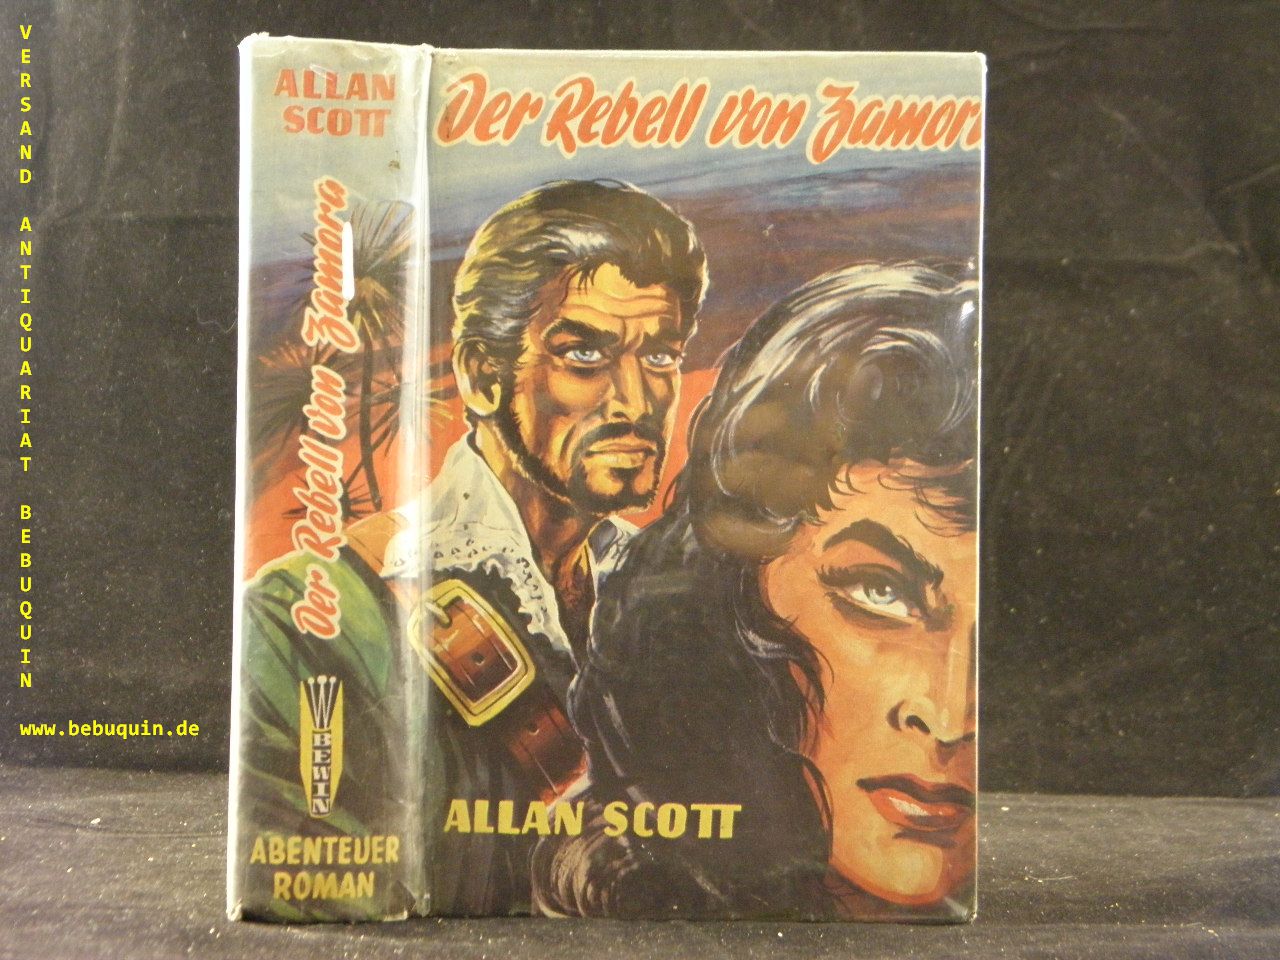 VERSAND ANTIQUARIAT BEBUQUIN
www.bebuquin.de
ALLAN
SCOTT
Der Rebell von Zamora
W
BEWIN
ABENTEUER
ROMAN
Der Rebell von Zamora
ALLAN SCOTT